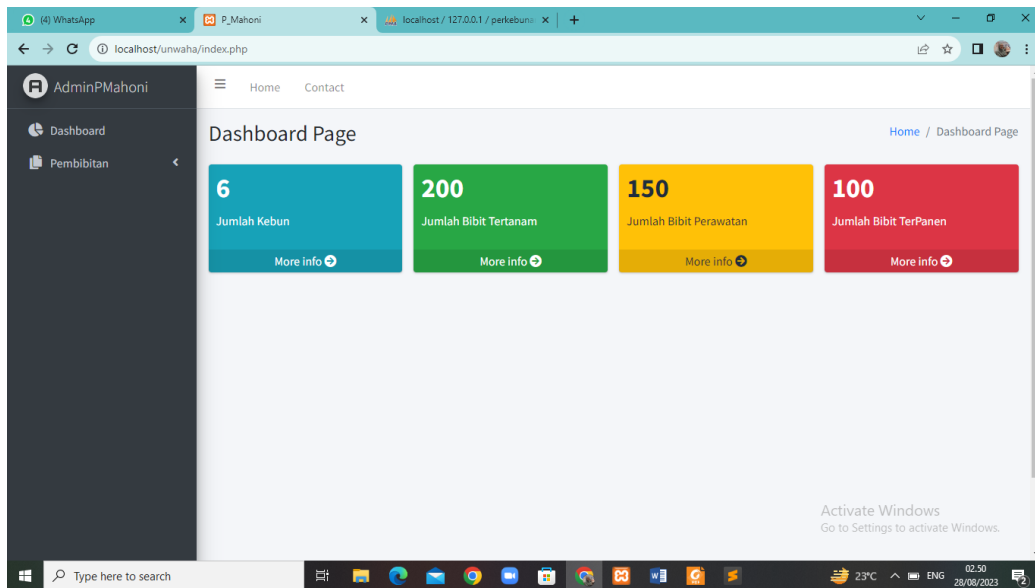 (4) WhatsApp
P_Mahoni
localhost / 127.0.0.1 / perkebuna
localhost/unwaha/index.php
AdminPMahoni
Home Contact
Dashboard
Pembibitan
Dashboard Page
Home / Dashboard Page
6
Jumlah Kebun
More info
200
Jumlah Bibit Tertanam
More info
150
Jumlah Bibit Perawatan
More info
100
Jumlah Bibit TerPanen
More info
Activate Windows
Go to Settings to activate Windows.
Type here to search
23°C
ENG
02.50
28/08/2023